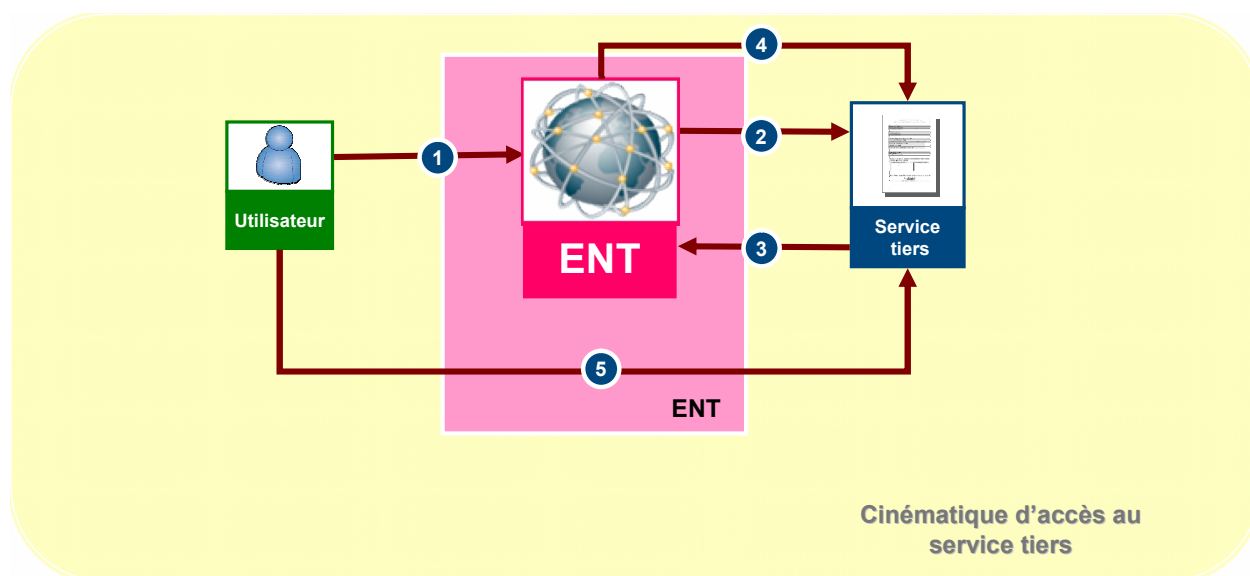 4
2
1
Utilisateur
Service
tiers
ENT
3
5
ENT
Cinématique d’accès au
service tiers